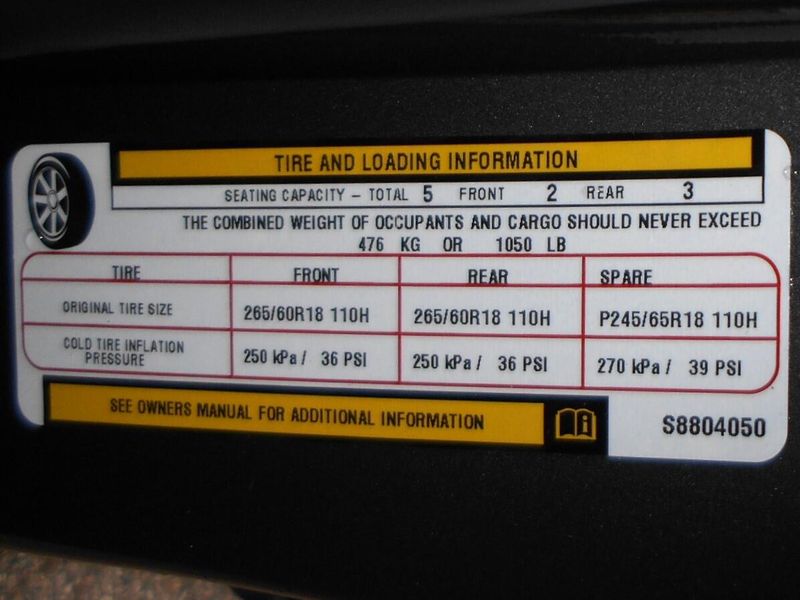 TIRE AND LOADING INFORMATION
SEATING CAPACITY – TOTAL 5 FRONT 2 REAR 3
THE COMBINED WEIGHT OF OCCUPANTS AND CARGO SHOULD NEVER EXCEED
476 KG OR 1050 LB
TIRE FRONT REAR SPARE
ORIGINAL TIRE SIZE 265/60R18 110H 265/60R18 110H P245/65R18 110H
COLD TIRE INFLATION
PRESSURE 250 kPa / 36 PSI 250 kPa / 36 PSI 270 kPa / 39 PSI
SEE OWNERS MANUAL FOR ADDITIONAL INFORMATION
S8804050